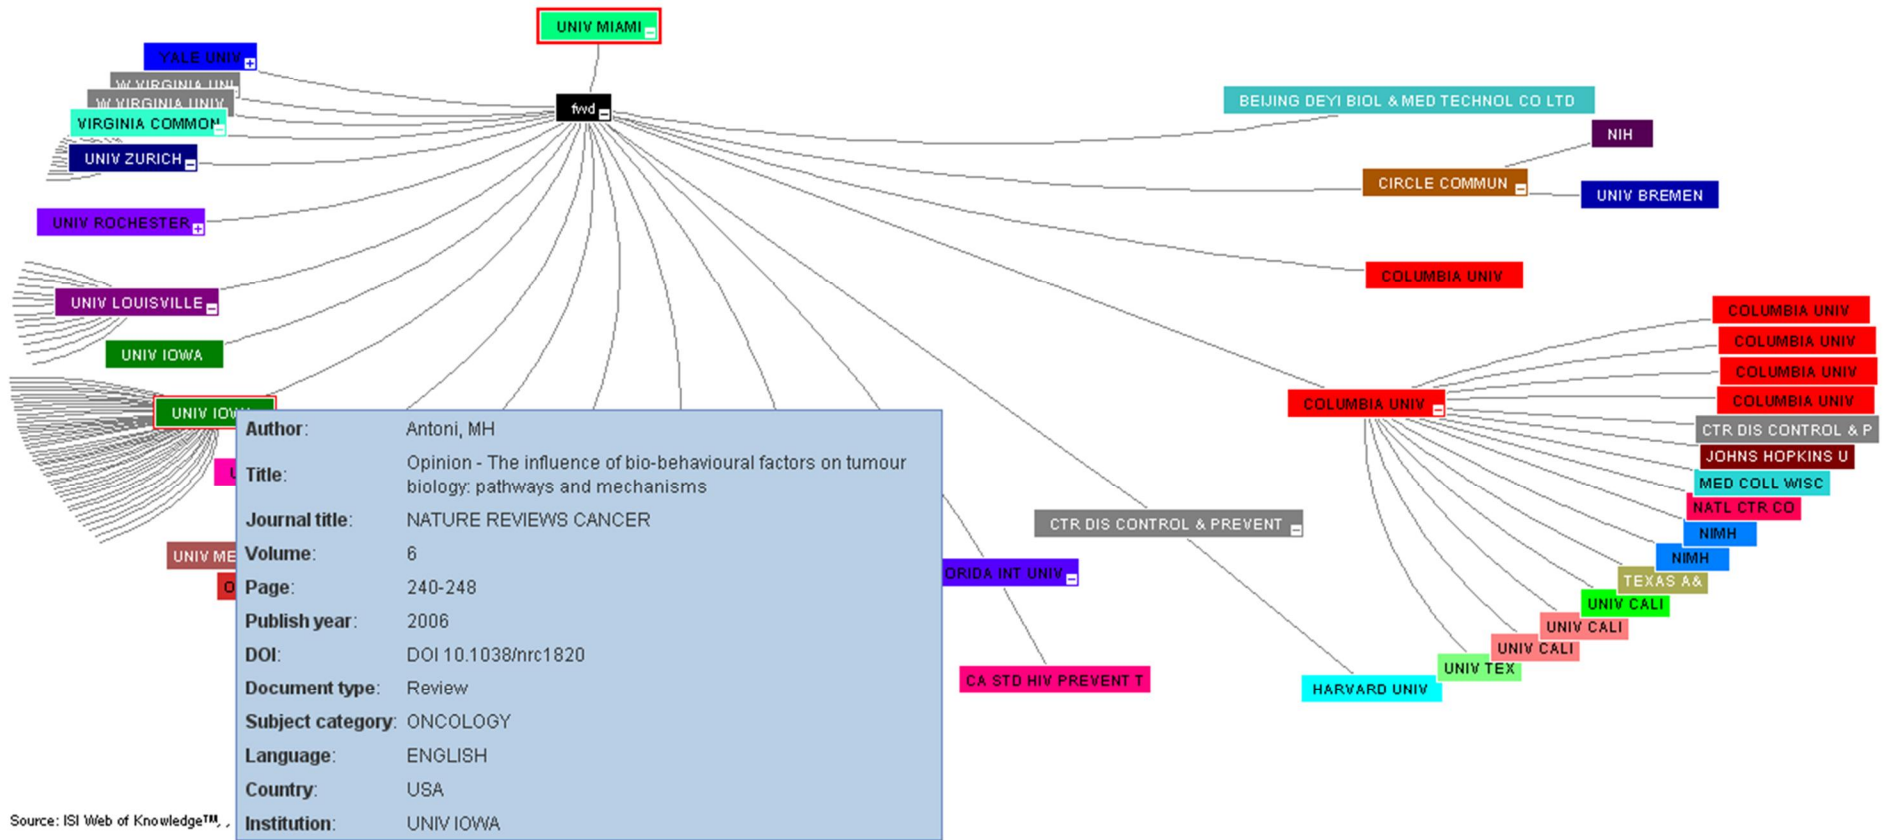 UNIV MIAMI
fwd
YALE UNIV
W VIRGINIA UNI
W VIRGINIA UNIV
VIRGINIA COMMON
UNIV ZURICH
UNIV ROCHESTER
UNIV LOUISVILLE
UNIV IOWA
UNIV IOWA
UNIV ME
BEIJING DEYI BIOL & MED TECHNOL CO LTD
NIH
CIRCLE COMMUN
UNIV BREMEN
COLUMBIA UNIV
COLUMBIA UNIV
COLUMBIA UNIV
COLUMBIA UNIV
COLUMBIA UNIV
COLUMBIA UNIV
CTR DIS CONTROL & P
JOHNS HOPKINS U
MED COLL WISC
NATL CTR CO
NIMH
NIMH
TEXAS A&
UNIV CALI
UNIV CALI
UNIV CALI
UNIV TEX
HARVARD UNIV
CTR DIS CONTROL & PREVENT
ORIDA INT UNIV
CA STD HIV PREVENT T
Author: Antoni, MH
Title: Opinion - The influence of bio-behavioural factors on tumour
biology: pathways and mechanisms
Journal title: NATURE REVIEWS CANCER
Volume: 6
Page: 240-248
Publish year: 2006
DOI: DOI 10.1038/nrc1820
Document type: Review
Subject category: ONCOLOGY
Language: ENGLISH
Country: USA
Institution: UNIV IOWA
Source: ISI Web of Knowledge™, ,